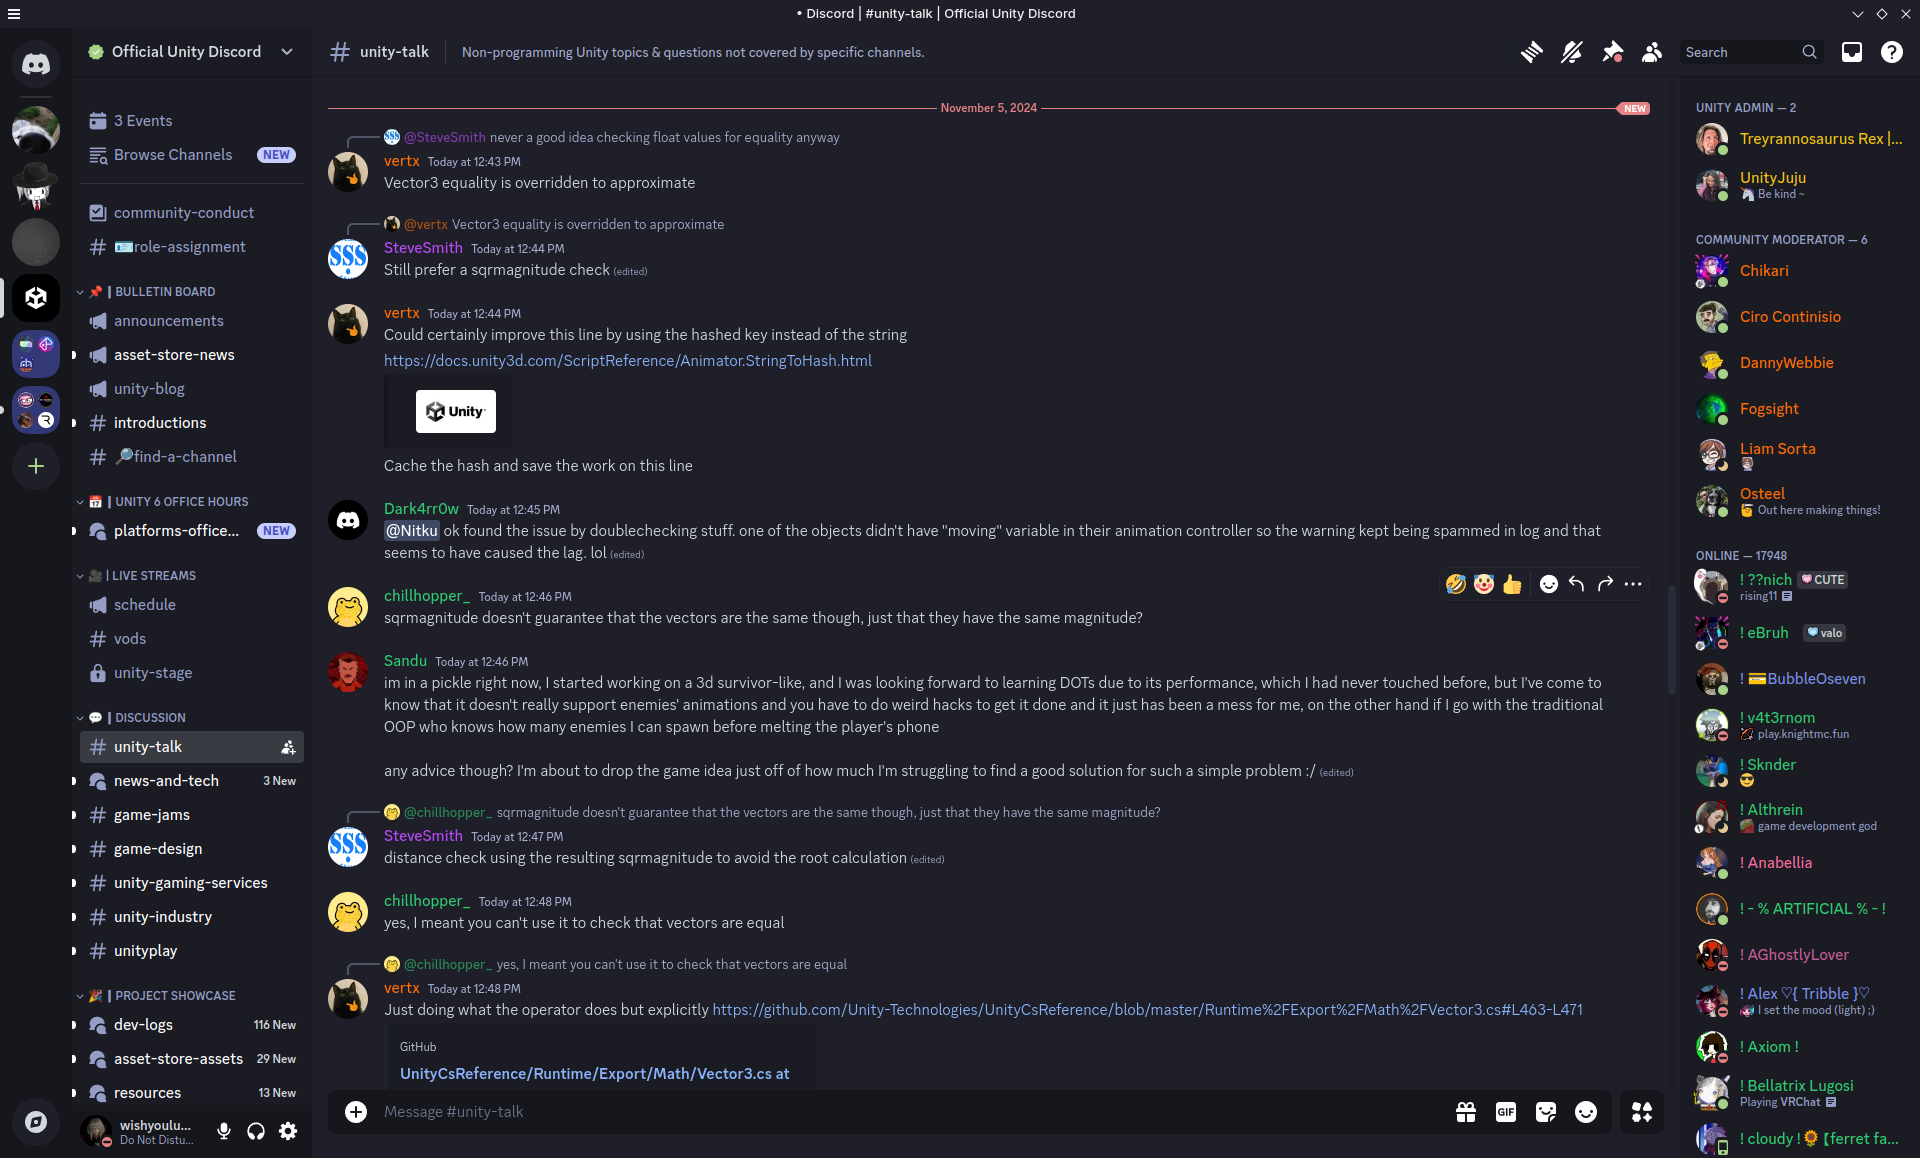 • Discord | #unity-talk | Official Unity Discord
Official Unity Discord
3 Events
Browse Channels NEW
community-conduct
role-assignment
BULLETIN BOARD
announcements
asset-store-news
unity-blog
introductions
find-a-channel
UNITY 6 OFFICE HOURS
platforms-office... NEW
LIVE STREAMS
schedule
vods
unity-stage
DISCUSSION
unity-talk
news-and-tech 3 New
game-jams
game-design
unity-gaming-services
unity-industry
unityplay
PROJECT SHOWCASE
dev-logs 116 New
asset-store-assets 29 New
resources 13 New
wishyoulu...
Do Not Distu...
unity-talk
Non-programming Unity topics & questions not covered by specific channels.
Search
November 5, 2024 NEW
@SteveSmith never a good idea checking float values for equality anyway
vertx Today at 12:43 PM
Vector3 equality is overridden to approximate
@vertx Vector3 equality is overridden to approximate
SSS
SteveSmith Today at 12:44 PM
Still prefer a sqrmagnitude check (edited)
vertx Today at 12:44 PM
Could certainly improve this line by using the hashed key instead of the string
https://docs.unity3d.com/ScriptReference/Animator.StringToHash.html
Unity
Cache the hash and save the work on this line
Dark4rr0w Today at 12:45 PM
@Nitku ok found the issue by doublechecking stuff. one of the objects didn't have "moving" variable in their animation controller so the warning kept being spammed in log and that
seems to have caused the lag. lol (edited)
chillhopper_ Today at 12:46 PM
sqrmagnitude doesn't guarantee that the vectors are the same though, just that they have the same magnitude?
Sandu Today at 12:46 PM
im in a pickle right now, I started working on a 3d survivor-like, and I was looking forward to learning DOTs due to its performance, which I had never touched before, but I've come to
know that it doesn't really support enemies' animations and you have to do weird hacks to get it done and it just has been a mess for me, on the other hand if I go with the traditional
OOP who knows how many enemies I can spawn before melting the player's phone
any advice though? I'm about to drop the game idea just off of how much I'm struggling to find a good solution for such a simple problem :/ (edited)
@chillhopper_ sqrmagnitude doesn't guarantee that the vectors are the same though, just that they have the same magnitude?
SSS
SteveSmith Today at 12:47 PM
distance check using the resulting sqrmagnitude to avoid the root calculation (edited)
chillhopper_ Today at 12:48 PM
yes, I meant you can't use it to check that vectors are equal
@chillhopper_ yes, I meant you can't use it to check that vectors are equal
vertx Today at 12:48 PM
Just doing what the operator does but explicitly https://github.com/Unity-Technologies/UnityCsReference/blob/master/Runtime%2FExport%2FMath%2FVector3.cs#L463-L471
GitHub
UnityCsReference/Runtime/Export/Math/Vector3.cs at
Message #unity-talk
GIF
UNITY ADMIN — 2
Treyrannosaurus Rex |...
UnityJuju
Be kind ~
COMMUNITY MODERATOR — 6
Chikari
Ciro Continisio
DannyWebbie
Fogsight
Liam Sorta
Osteel
Out here making things!
ONLINE — 17948
! ??nich CUTE
rising11
! eBruh valo
! 💳BubbleOseven
! v4t3rnom
play.knightmc.fun
! Sknder
! Althrein
game development god
! Anabellia
! - % ARTIFICIAL % - !
! AGhostlyLover
! Alex ♡{ Tribble }♡
I set the mood (light) ;)
! Axiom !
! Bellatrix Lugosi
Playing VRChat
! cloudy !🌻【ferret fa...